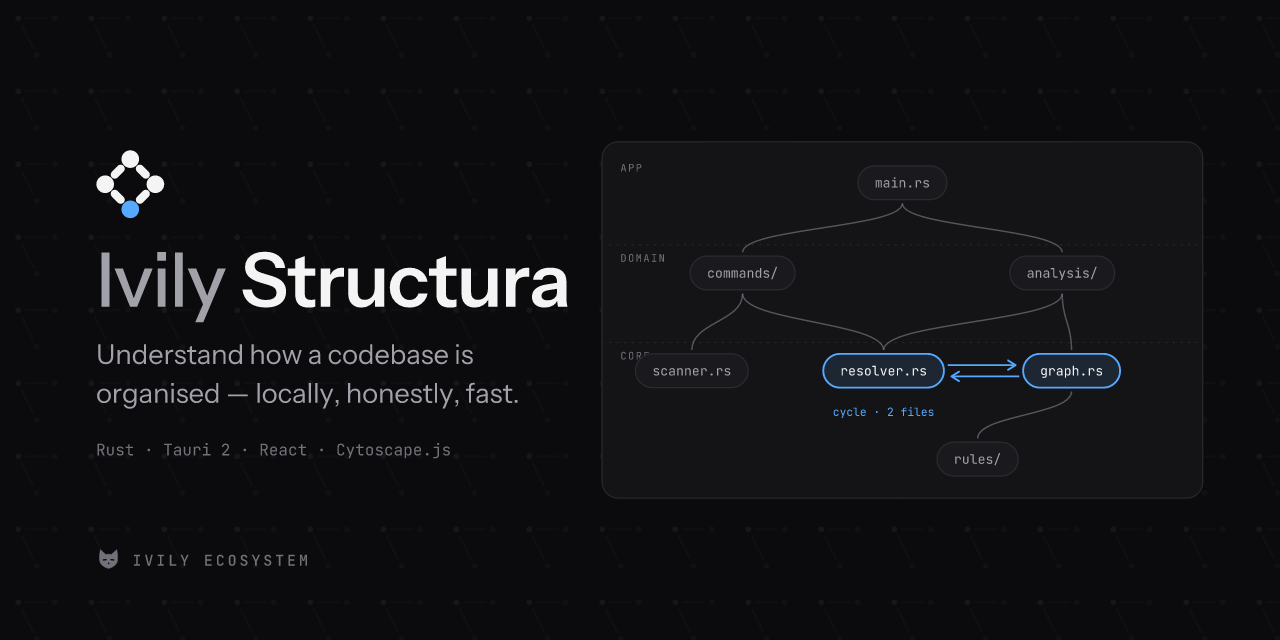 Ivily Structura
Understand how a codebase is
organised — locally, honestly, fast.
Rust · Tauri 2 · React · Cytoscape.js
IVILY ECOSYSTEM
APP
main.rs
DOMAIN
commands/
analysis/
CORE
scanner.rs
resolver.rs
graph.rs
cycle · 2 files
rules/